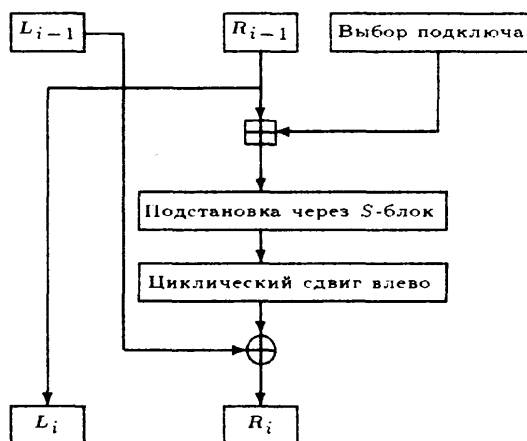 L_{i-1}
R_{i-1}
Выбор подключа
Подстановка через S-блок
Циклический сдвиг влево
L_i
R_i